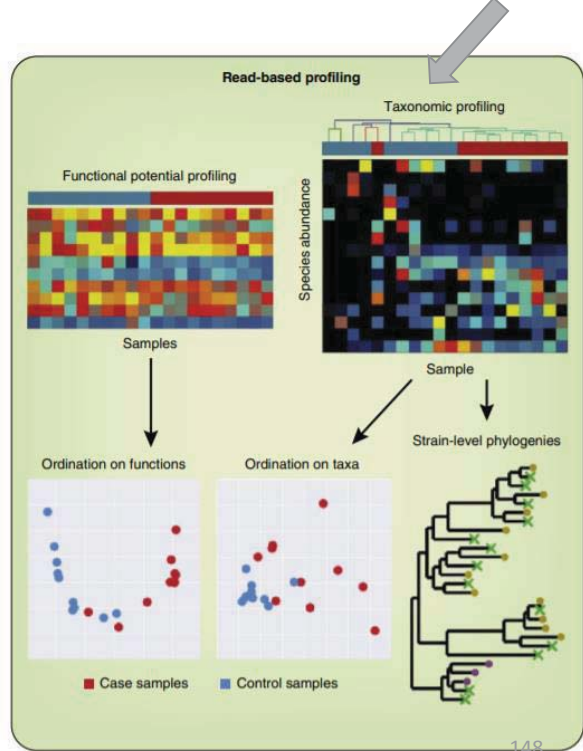 Read-based profiling
Taxonomic profiling
Functional potential profiling
Species abundance
Samples
Sample
Strain-level phylogenies
Ordination on functions
Ordination on taxa
Case samples
Control samples
148